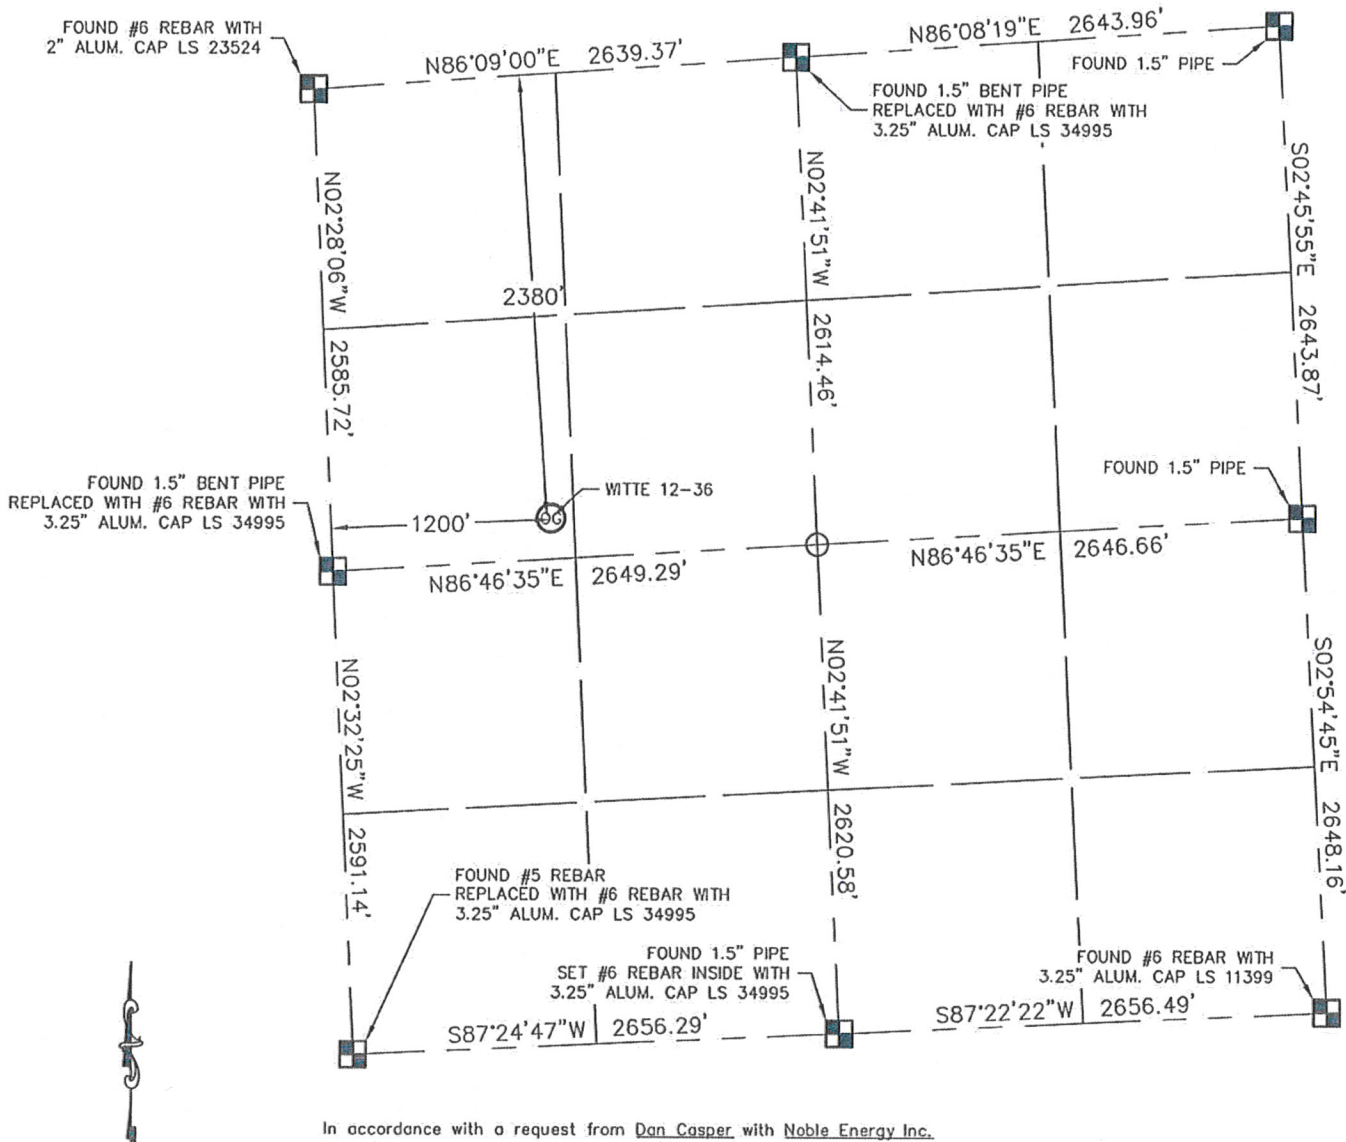 FOUND #6 REBAR WITH
2" ALUM. CAP LS 23524
N86°09'00"E 2639.37'
N86°08'19"E 2643.96'
FOUND 1.5" PIPE
FOUND 1.5" BENT PIPE
REPLACED WITH #6 REBAR WITH
3.25" ALUM. CAP LS 34995
N02°28'06"W 2585.72'
N02°41'51"W 2614.46'
S02°45'55"E 2643.87'
2380'
FOUND 1.5" BENT PIPE
REPLACED WITH #6 REBAR WITH
3.25" ALUM. CAP LS 34995
1200'
OG
WITTE 12-36
FOUND 1.5" PIPE
N86°46'35"E 2649.29'
N86°46'35"E 2646.66'
N02°32'25"W 2591.14'
N02°41'51"W 2620.58'
S02°54'45"E 2648.16'
FOUND #5 REBAR
REPLACED WITH #6 REBAR WITH
3.25" ALUM. CAP LS 34995
FOUND 1.5" PIPE
SET #6 REBAR INSIDE WITH
3.25" ALUM. CAP LS 34995
FOUND #6 REBAR WITH
3.25" ALUM. CAP LS 11399
S87°24'47"W 2656.29'
S87°22'22"W 2656.49'
In accordance with a request from Dan Casper with Noble Energy Inc.